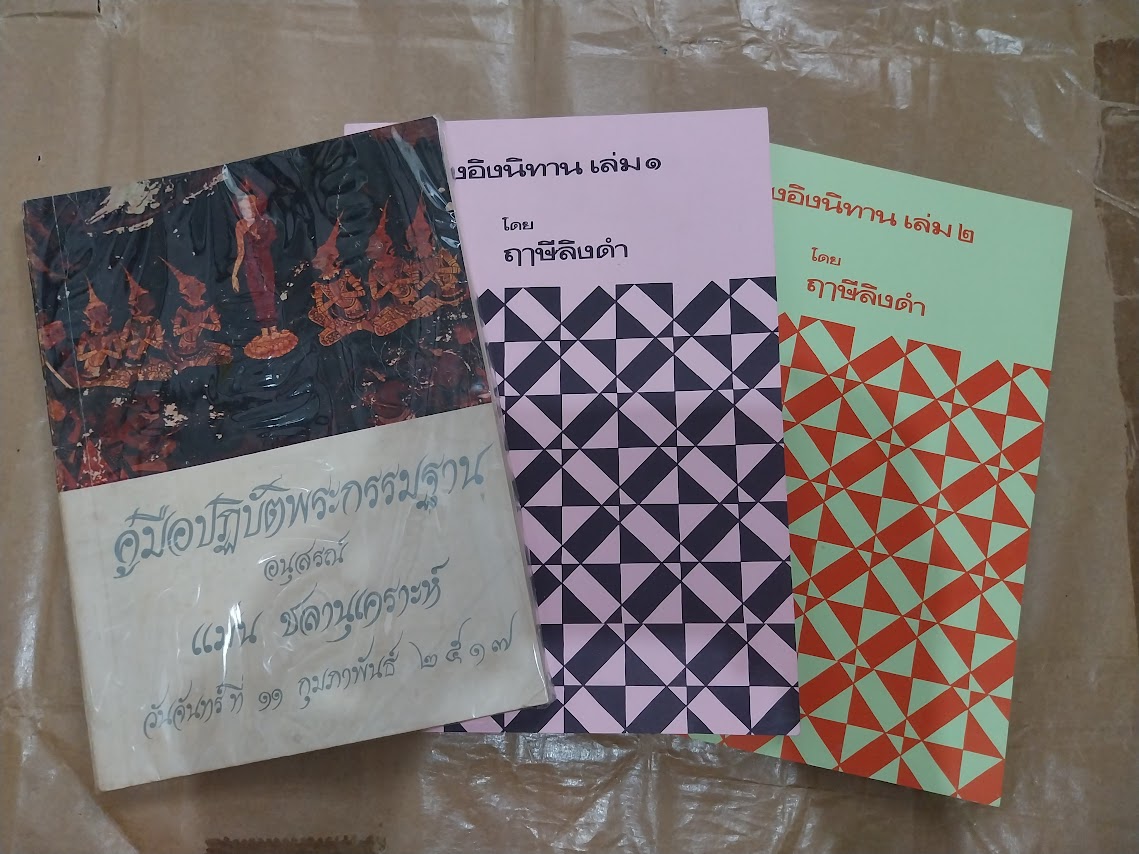 คู่มือปฏิบัติพระกรรมฐาน
อนุสรณ์
แม้น ชลานุเคราะห์
วันจันทร์ที่ ๑๑ กุมภาพันธ์ ๒๕๑๗
งอิงนิทาน เล่ม ๑
โดย
ฤๅษีลิงดำ
งอิงนิทาน เล่ม ๒
โดย
ฤๅษีลิงดำ